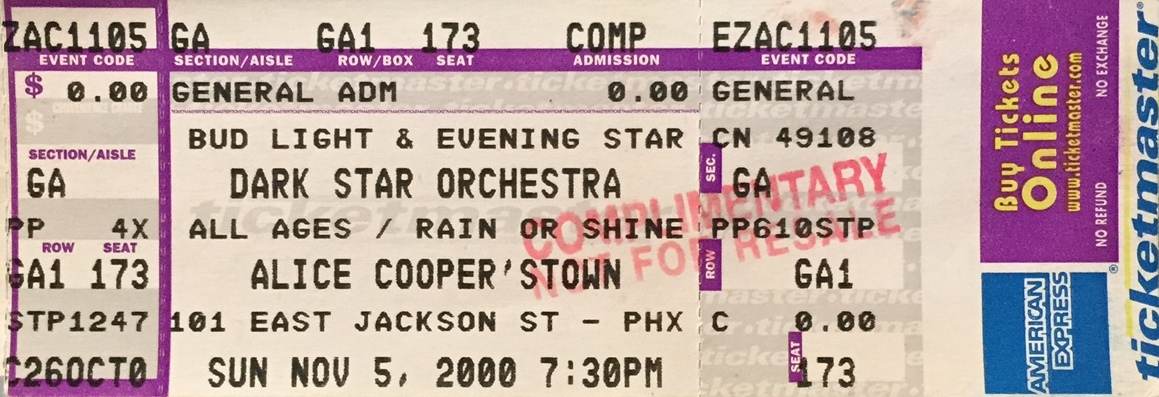 ZAC1105 GA GA1 173 COMP EZAC1105
EVENT CODE SECTION/AISLE ROW/BOX SEAT ADMISSION EVENT CODE
$ 0.00 GENERAL ADM 0.00 GENERAL
$
BUD LIGHT & EVENING STAR CN 49108
SECTION/AISLE
GA DARK STAR ORCHESTRA SEC. GA
PP 4X ALL AGES / RAIN OR SHINE PP610STP
ROW SEAT
GA1 173 ALICE COOPER'STOWN ROW GA1
STP1247 101 EAST JACKSON ST - PHX C 0.00
C26OCT0 SUN NOV 5, 2000 7:30PM SEAT 173
COMPLIMENTARY
NOT FOR RESALE
Buy Tickets
Online
www.ticketmaster.com
NO REFUND NO EXCHANGE
AMERICAN
EXPRESS
®
ticketmaster®